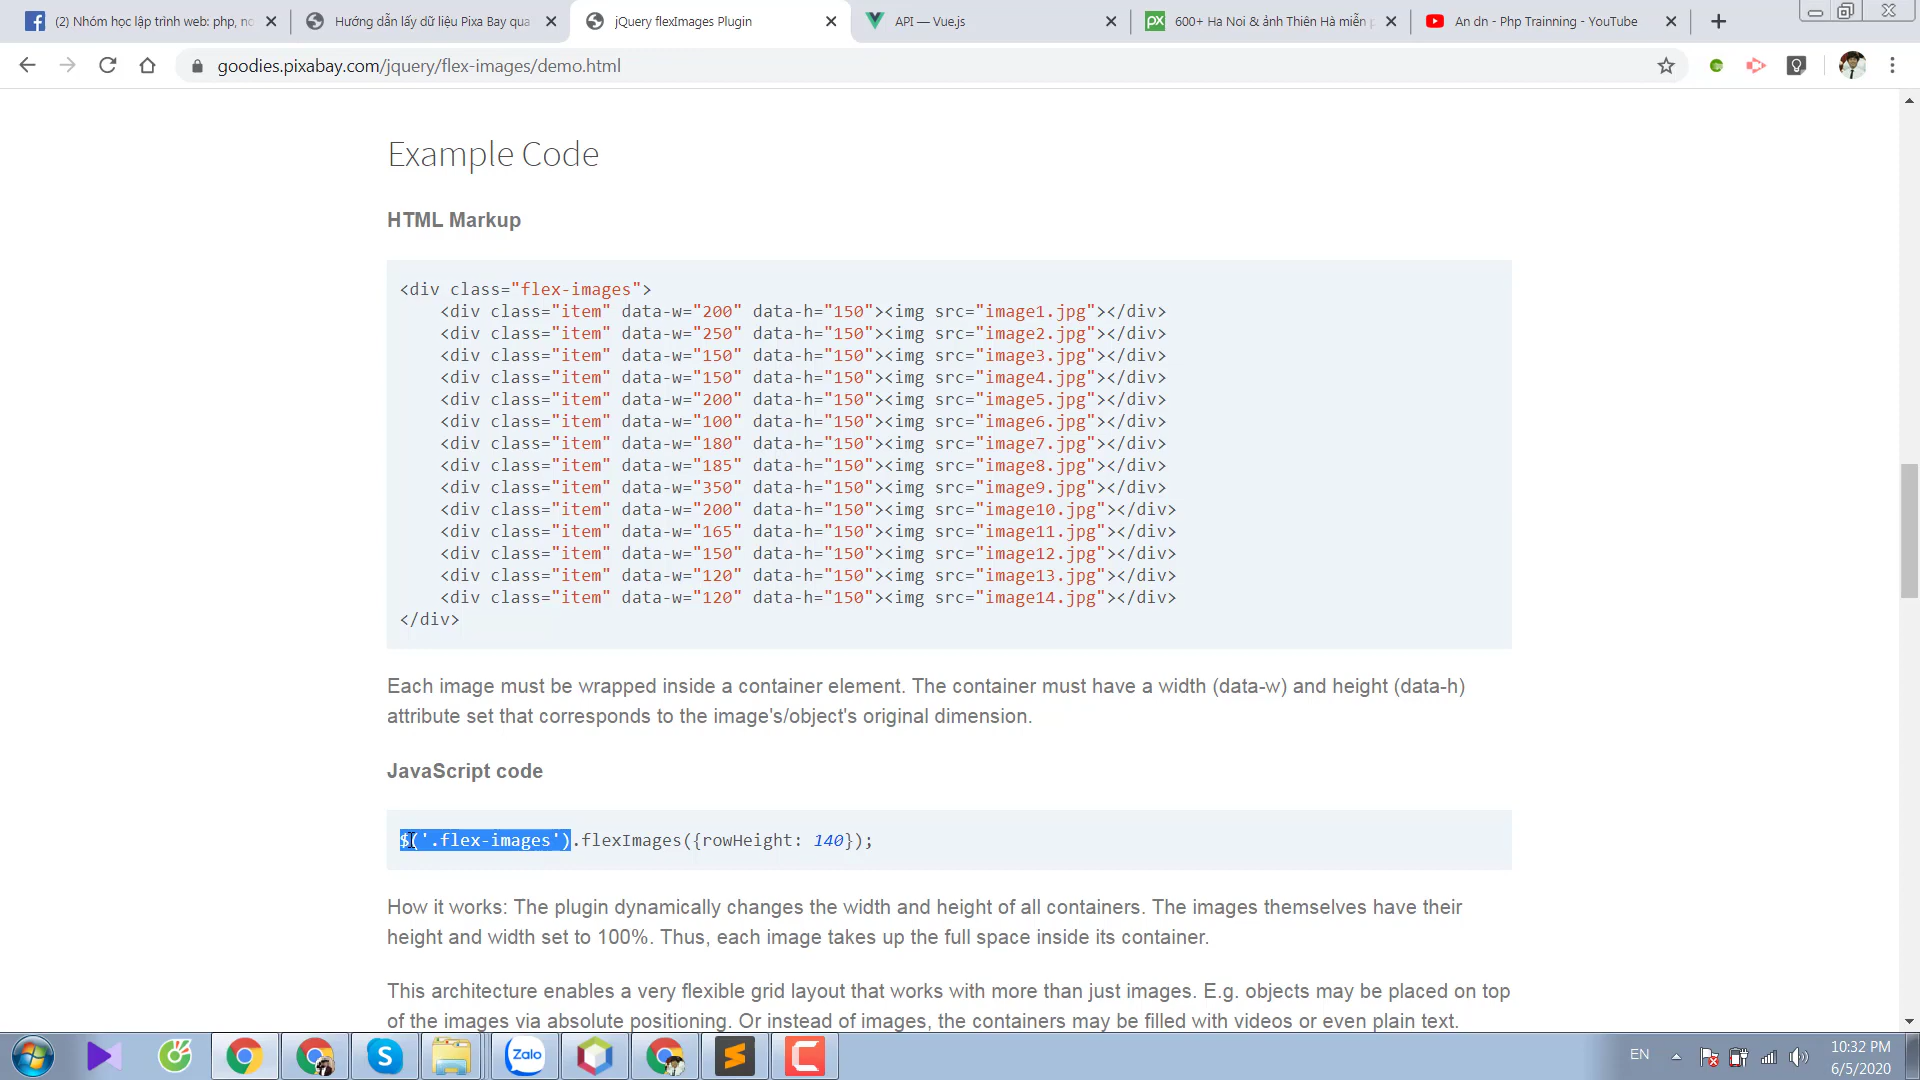 (2) Nhóm học lập trình web: php, no
Hướng dẫn lấy dữ liệu Pixa Bay qua
jQuery flexImages Plugin
API — Vue.js
600+ Ha Noi & ảnh Thiên Hà miễn p
An dn - Php Trainning - YouTube
goodies.pixabay.com/jquery/flex-images/demo.html
Example Code
HTML Markup
<div class="flex-images">
<div class="item" data-w="200" data-h="150"><img src="image1.jpg"></div>
<div class="item" data-w="250" data-h="150"><img src="image2.jpg"></div>
<div class="item" data-w="150" data-h="150"><img src="image3.jpg"></div>
<div class="item" data-w="150" data-h="150"><img src="image4.jpg"></div>
<div class="item" data-w="200" data-h="150"><img src="image5.jpg"></div>
<div class="item" data-w="100" data-h="150"><img src="image6.jpg"></div>
<div class="item" data-w="180" data-h="150"><img src="image7.jpg"></div>
<div class="item" data-w="185" data-h="150"><img src="image8.jpg"></div>
<div class="item" data-w="350" data-h="150"><img src="image9.jpg"></div>
<div class="item" data-w="200" data-h="150"><img src="image10.jpg"></div>
<div class="item" data-w="165" data-h="150"><img src="image11.jpg"></div>
<div class="item" data-w="150" data-h="150"><img src="image12.jpg"></div>
<div class="item" data-w="120" data-h="150"><img src="image13.jpg"></div>
<div class="item" data-w="120" data-h="150"><img src="image14.jpg"></div>
</div>
Each image must be wrapped inside a container element. The container must have a width (data-w) and height (data-h)
attribute set that corresponds to the image's/object's original dimension.
JavaScript code
$('.flex-images').flexImages({rowHeight: 140});
How it works: The plugin dynamically changes the width and height of all containers. The images themselves have their
height and width set to 100%. Thus, each image takes up the full space inside its container.
This architecture enables a very flexible grid layout that works with more than just images. E.g. objects may be placed on top
of the images via absolute positioning. Or instead of images, the containers may be filled with videos or even plain text.
Zalo
EN
10:32 PM
6/5/2020